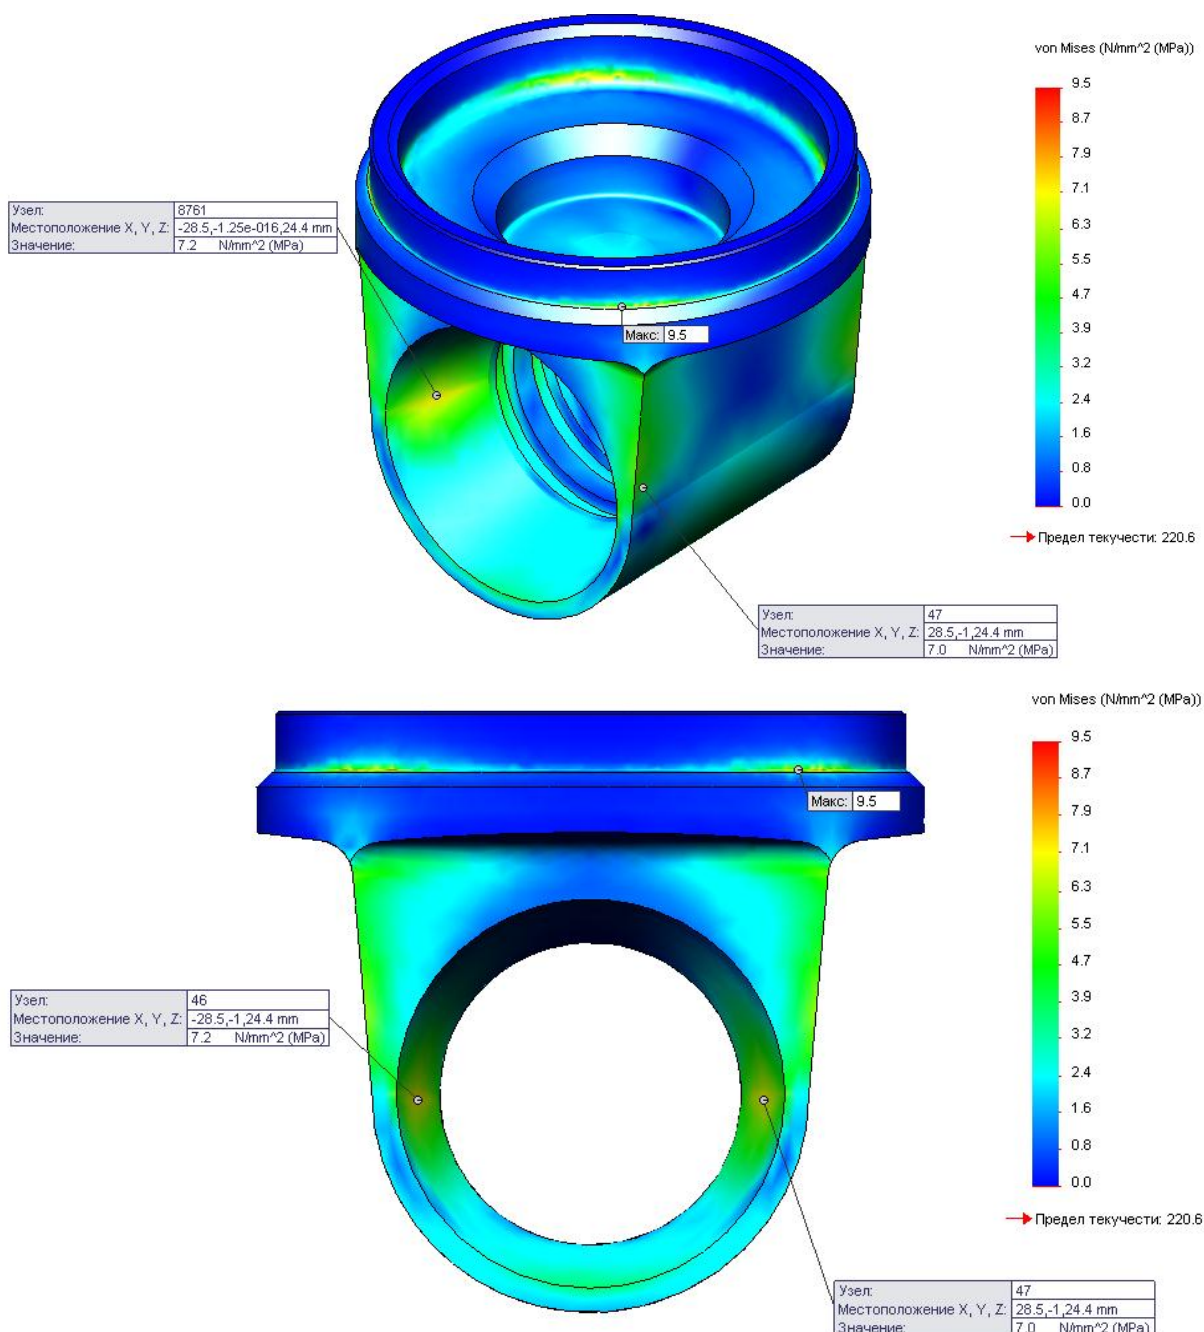 von Mises (N/mm^2 (MPa))
9.5
8.7
7.9
7.1
6.3
5.5
4.7
3.9
3.2
2.4
1.6
0.8
0.0
Предел текучести: 220.6
Узел: 8761
Местоположение X, Y, Z: -28.5,-1.25e-016,24.4 mm
Значение: 7.2 N/mm^2 (MPa)
Макс: 9.5
Узел: 47
Местоположение X, Y, Z: 28.5,-1,24.4 mm
Значение: 7.0 N/mm^2 (MPa)
von Mises (N/mm^2 (MPa))
9.5
8.7
7.9
7.1
6.3
5.5
4.7
3.9
3.2
2.4
1.6
0.8
0.0
Предел текучести: 220.6
Макс: 9.5
Узел: 46
Местоположение X, Y, Z: -28.5,-1,24.4 mm
Значение: 7.2 N/mm^2 (MPa)
Узел: 47
Местоположение X, Y, Z: 28.5,-1,24.4 mm
Значение: 7.0 N/mm^2 (MPa)